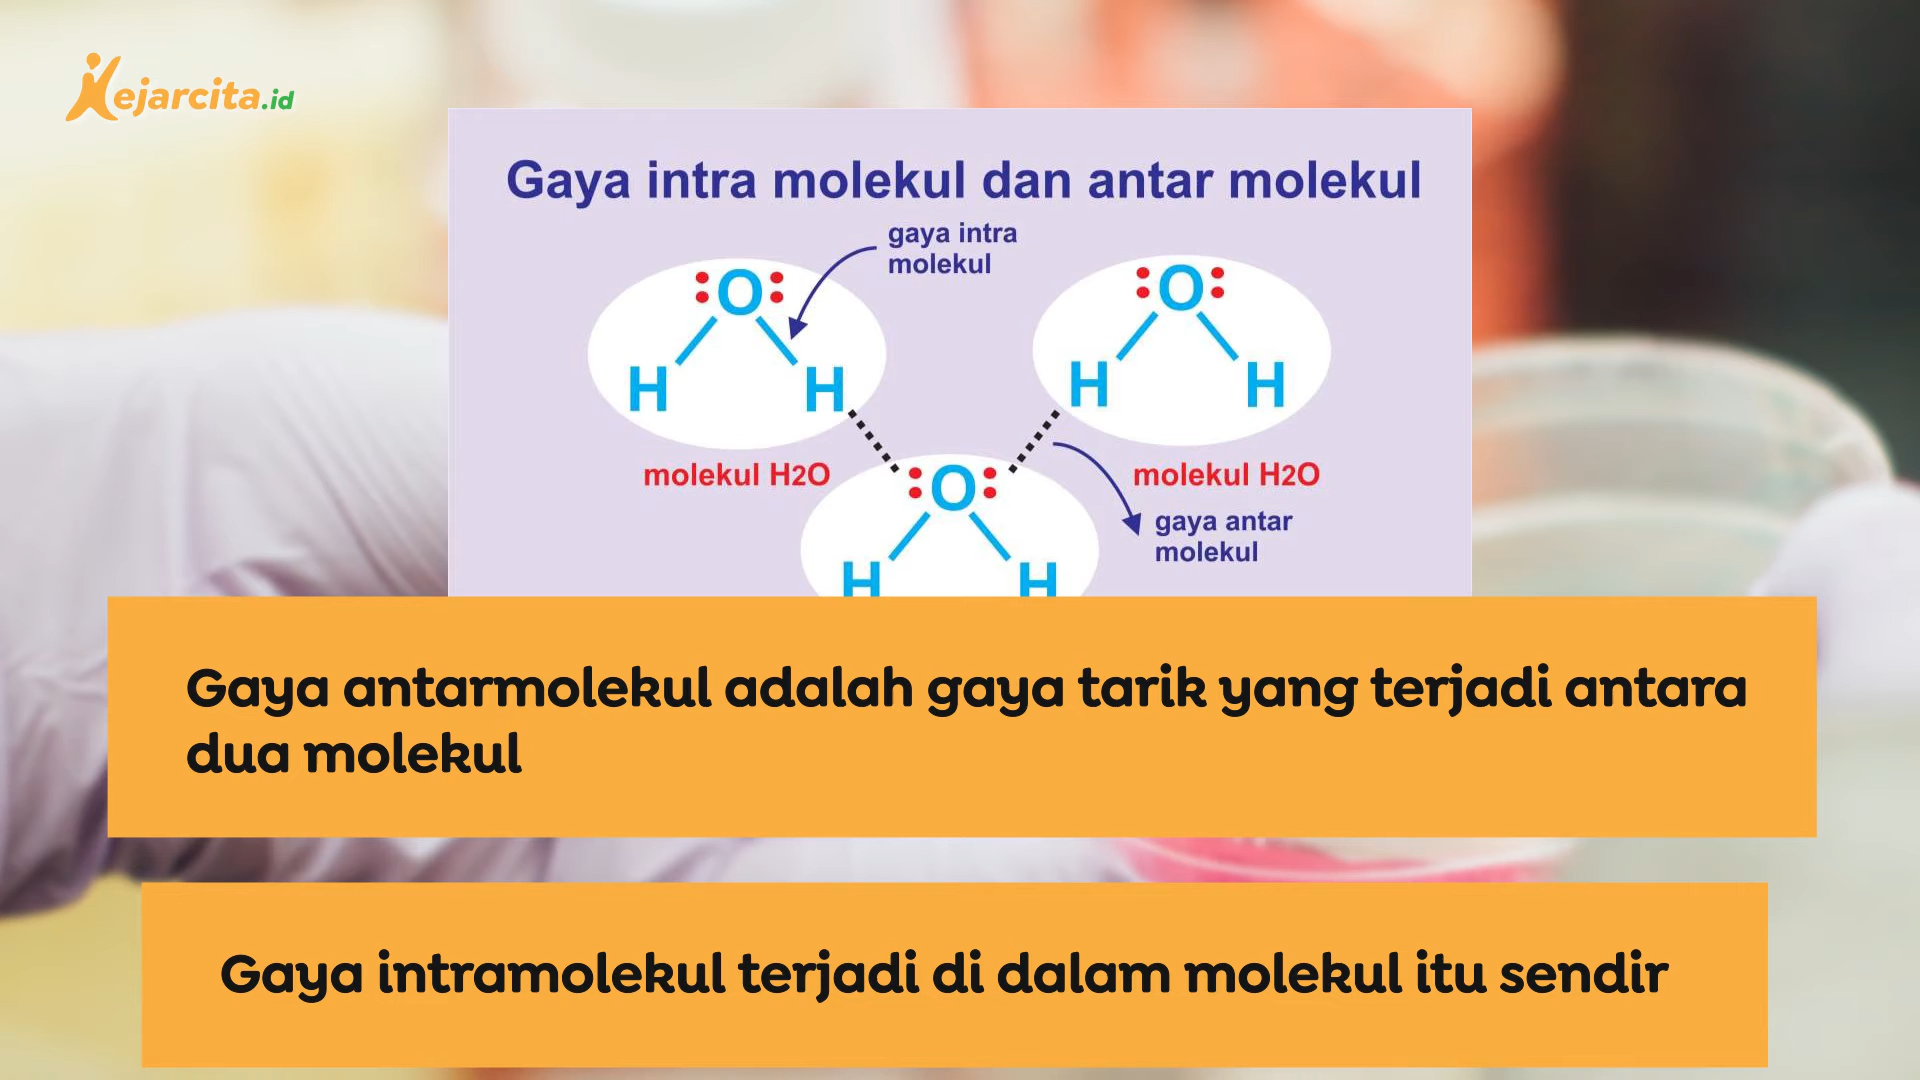 Kejarcita.id
Gaya intra molekul dan antar molekul
gaya intra
molekul
:O:
:O:
H
H
H
H
molekul H2O
:O:
molekul H2O
gaya antar
molekul
H
H
Gaya antarmolekul adalah gaya tarik yang terjadi antara
dua molekul
Gaya intramolekul terjadi di dalam molekul itu sendir